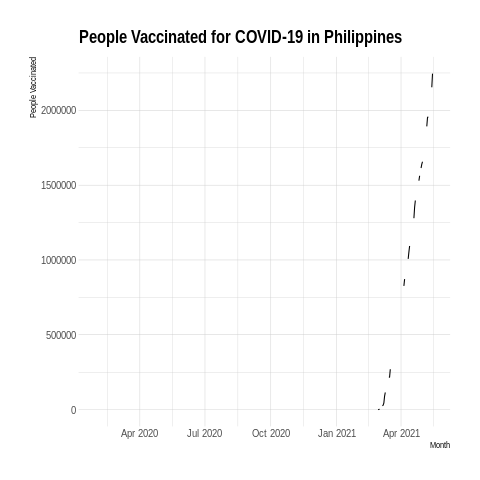 People Vaccinated for COVID-19 in Philippines
People Vaccinated
2000000
1500000
1000000
500000
0
Apr 2020 Jul 2020 Oct 2020 Jan 2021 Apr 2021
Month